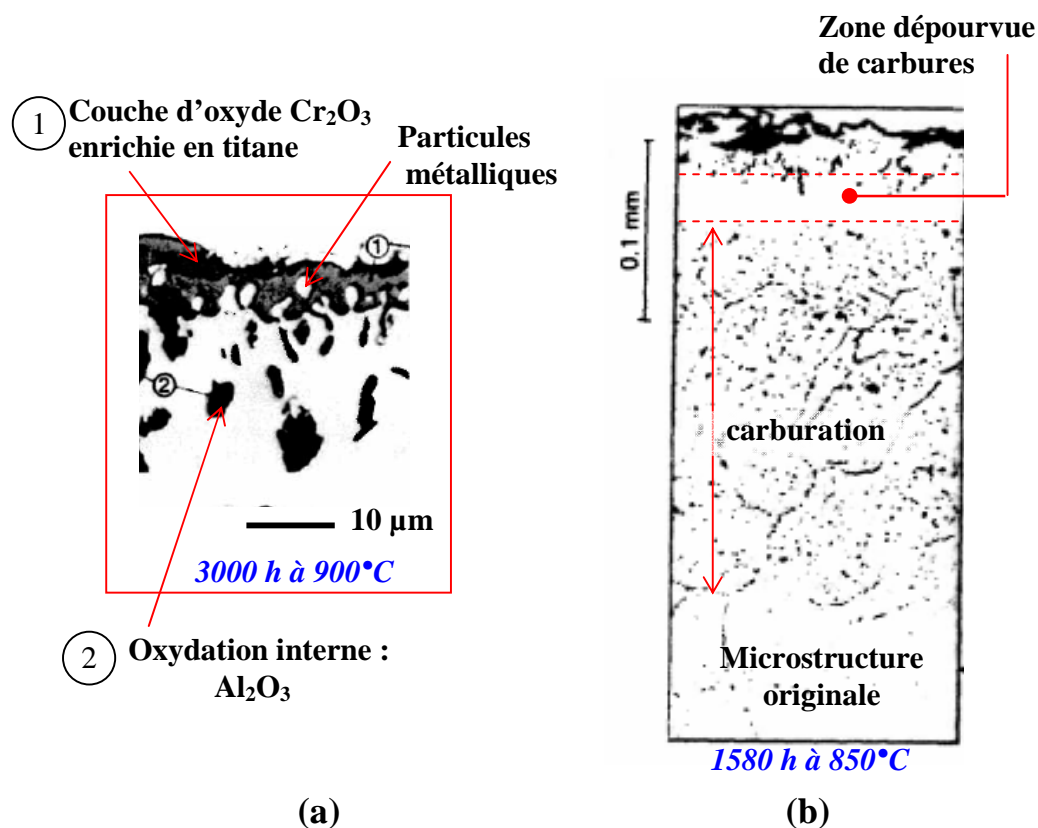 Zone dépourvue
de carbures
1 Couche d’oxyde Cr₂O₃
enrichie en titane
Particules
métalliques
1
2
10 µm
3000 h à 900°C
2 Oxydation interne :
Al₂O₃
(a)
0.1 mm
carburation
Microstructure
originale
1580 h à 850°C
(b)